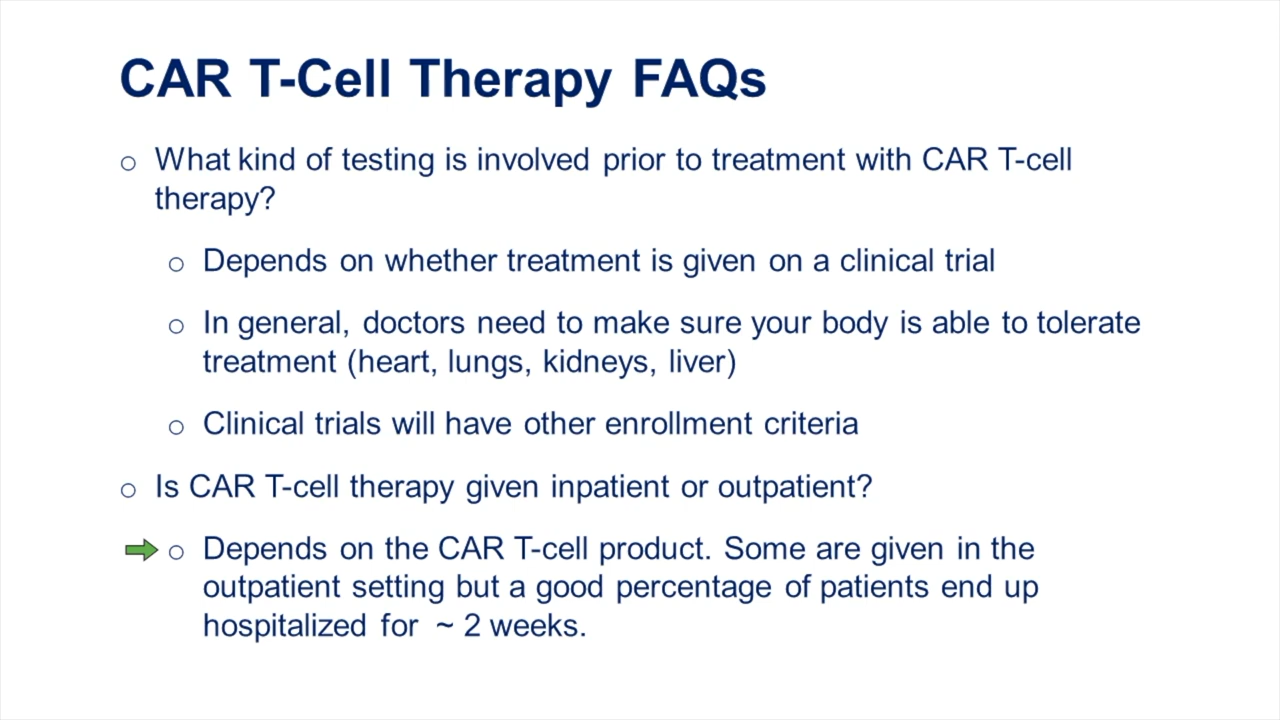 CAR T-Cell Therapy FAQs
o What kind of testing is involved prior to treatment with CAR T-cell
therapy?
o Depends on whether treatment is given on a clinical trial
o In general, doctors need to make sure your body is able to tolerate
treatment (heart, lungs, kidneys, liver)
o Clinical trials will have other enrollment criteria
o Is CAR T-cell therapy given inpatient or outpatient?
o Depends on the CAR T-cell product. Some are given in the
outpatient setting but a good percentage of patients end up
hospitalized for ~ 2 weeks.